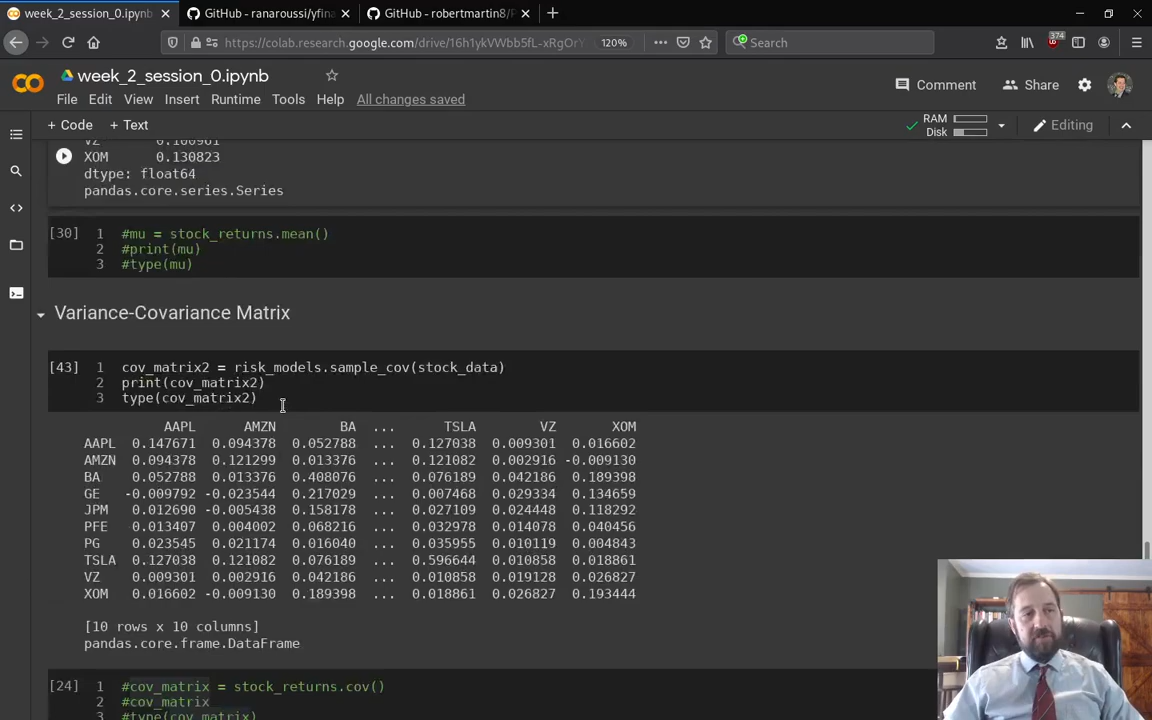 week_2_session_0.ipynb
GitHub - ranaroussi/yfina
GitHub - robertmartin8/P
https://colab.research.google.com/drive/16h1ykVWbb5fL-xRgOrY
120%
Search
374
week_2_session_0.ipynb
Comment
Share
File Edit View Insert Runtime Tools Help All changes saved
+ Code + Text
RAM
Disk
Editing
VZ 0.100961
XOM 0.130823
dtype: float64
pandas.core.series.Series
[30] 1 #mu = stock_returns.mean()
2 #print(mu)
3 #type(mu)
Variance-Covariance Matrix
[43] 1 cov_matrix2 = risk_models.sample_cov(stock_data)
2 print(cov_matrix2)
3 type(cov_matrix2)
AAPL AMZN BA ... TSLA VZ XOM
AAPL 0.147671 0.094378 0.052788 ... 0.127038 0.009301 0.016602
AMZN 0.094378 0.121299 0.013376 ... 0.121082 0.002916 -0.009130
BA 0.052788 0.013376 0.408076 ... 0.076189 0.042186 0.189398
GE -0.009792 -0.023544 0.217029 ... 0.007468 0.029334 0.134659
JPM 0.012690 -0.005438 0.158178 ... 0.027109 0.024448 0.118292
PFE 0.013407 0.004002 0.068216 ... 0.032978 0.014078 0.040456
PG 0.023545 0.021174 0.016040 ... 0.035955 0.010119 0.004843
TSLA 0.127038 0.121082 0.076189 ... 0.596644 0.010858 0.018861
VZ 0.009301 0.002916 0.042186 ... 0.010858 0.019128 0.026827
XOM 0.016602 -0.009130 0.189398 ... 0.018861 0.026827 0.193444
[10 rows x 10 columns]
pandas.core.frame.DataFrame
[24] 1 #cov_matrix = stock_returns.cov()
2 #cov_matrix
3 #type(cov_matrix)